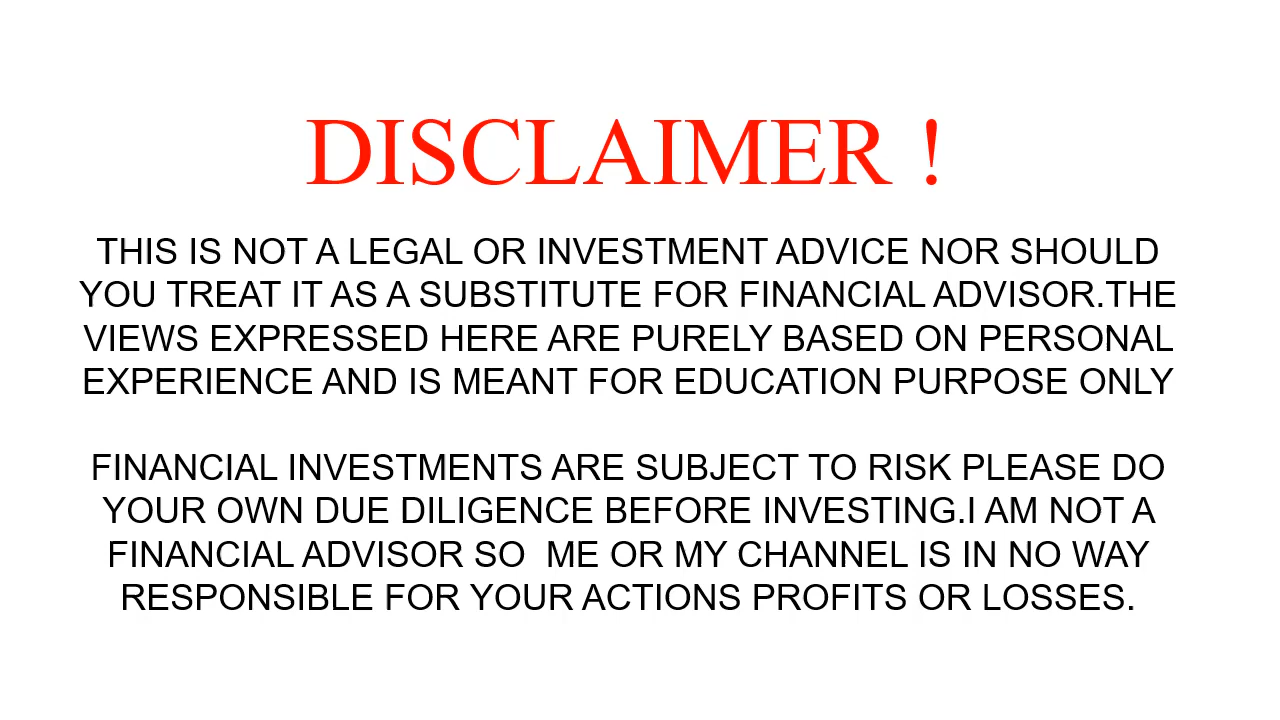 DISCLAIMER !
THIS IS NOT A LEGAL OR INVESTMENT ADVICE NOR SHOULD
YOU TREAT IT AS A SUBSTITUTE FOR FINANCIAL ADVISOR.THE
VIEWS EXPRESSED HERE ARE PURELY BASED ON PERSONAL
EXPERIENCE AND IS MEANT FOR EDUCATION PURPOSE ONLY
FINANCIAL INVESTMENTS ARE SUBJECT TO RISK PLEASE DO
YOUR OWN DUE DILIGENCE BEFORE INVESTING.I AM NOT A
FINANCIAL ADVISOR SO  ME OR MY CHANNEL IS IN NO WAY
RESPONSIBLE FOR YOUR ACTIONS PROFITS OR LOSSES.